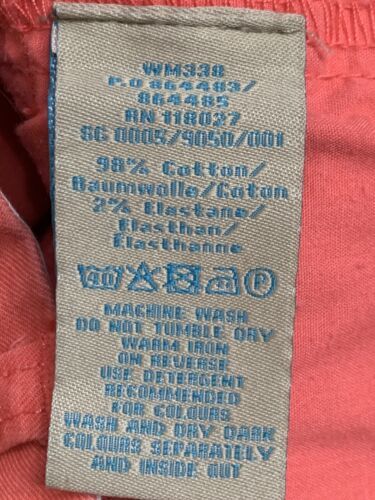 WM338
P.O 864483/
864485
RN 118027
SG 0005/9050/001
98% Cotton/
Baumwolle/Coton
2% Elastane/
Elasthan/
Élasthanne
40 P
MACHINE WASH
DO NOT TUMBLE DRY
WARM IRON
ON REVERSE
USE DETERGENT
RECOMMENDED
FOR COLOURS
WASH AND DRY DARK
COLOURS SEPARATELY
AND INSIDE OUT